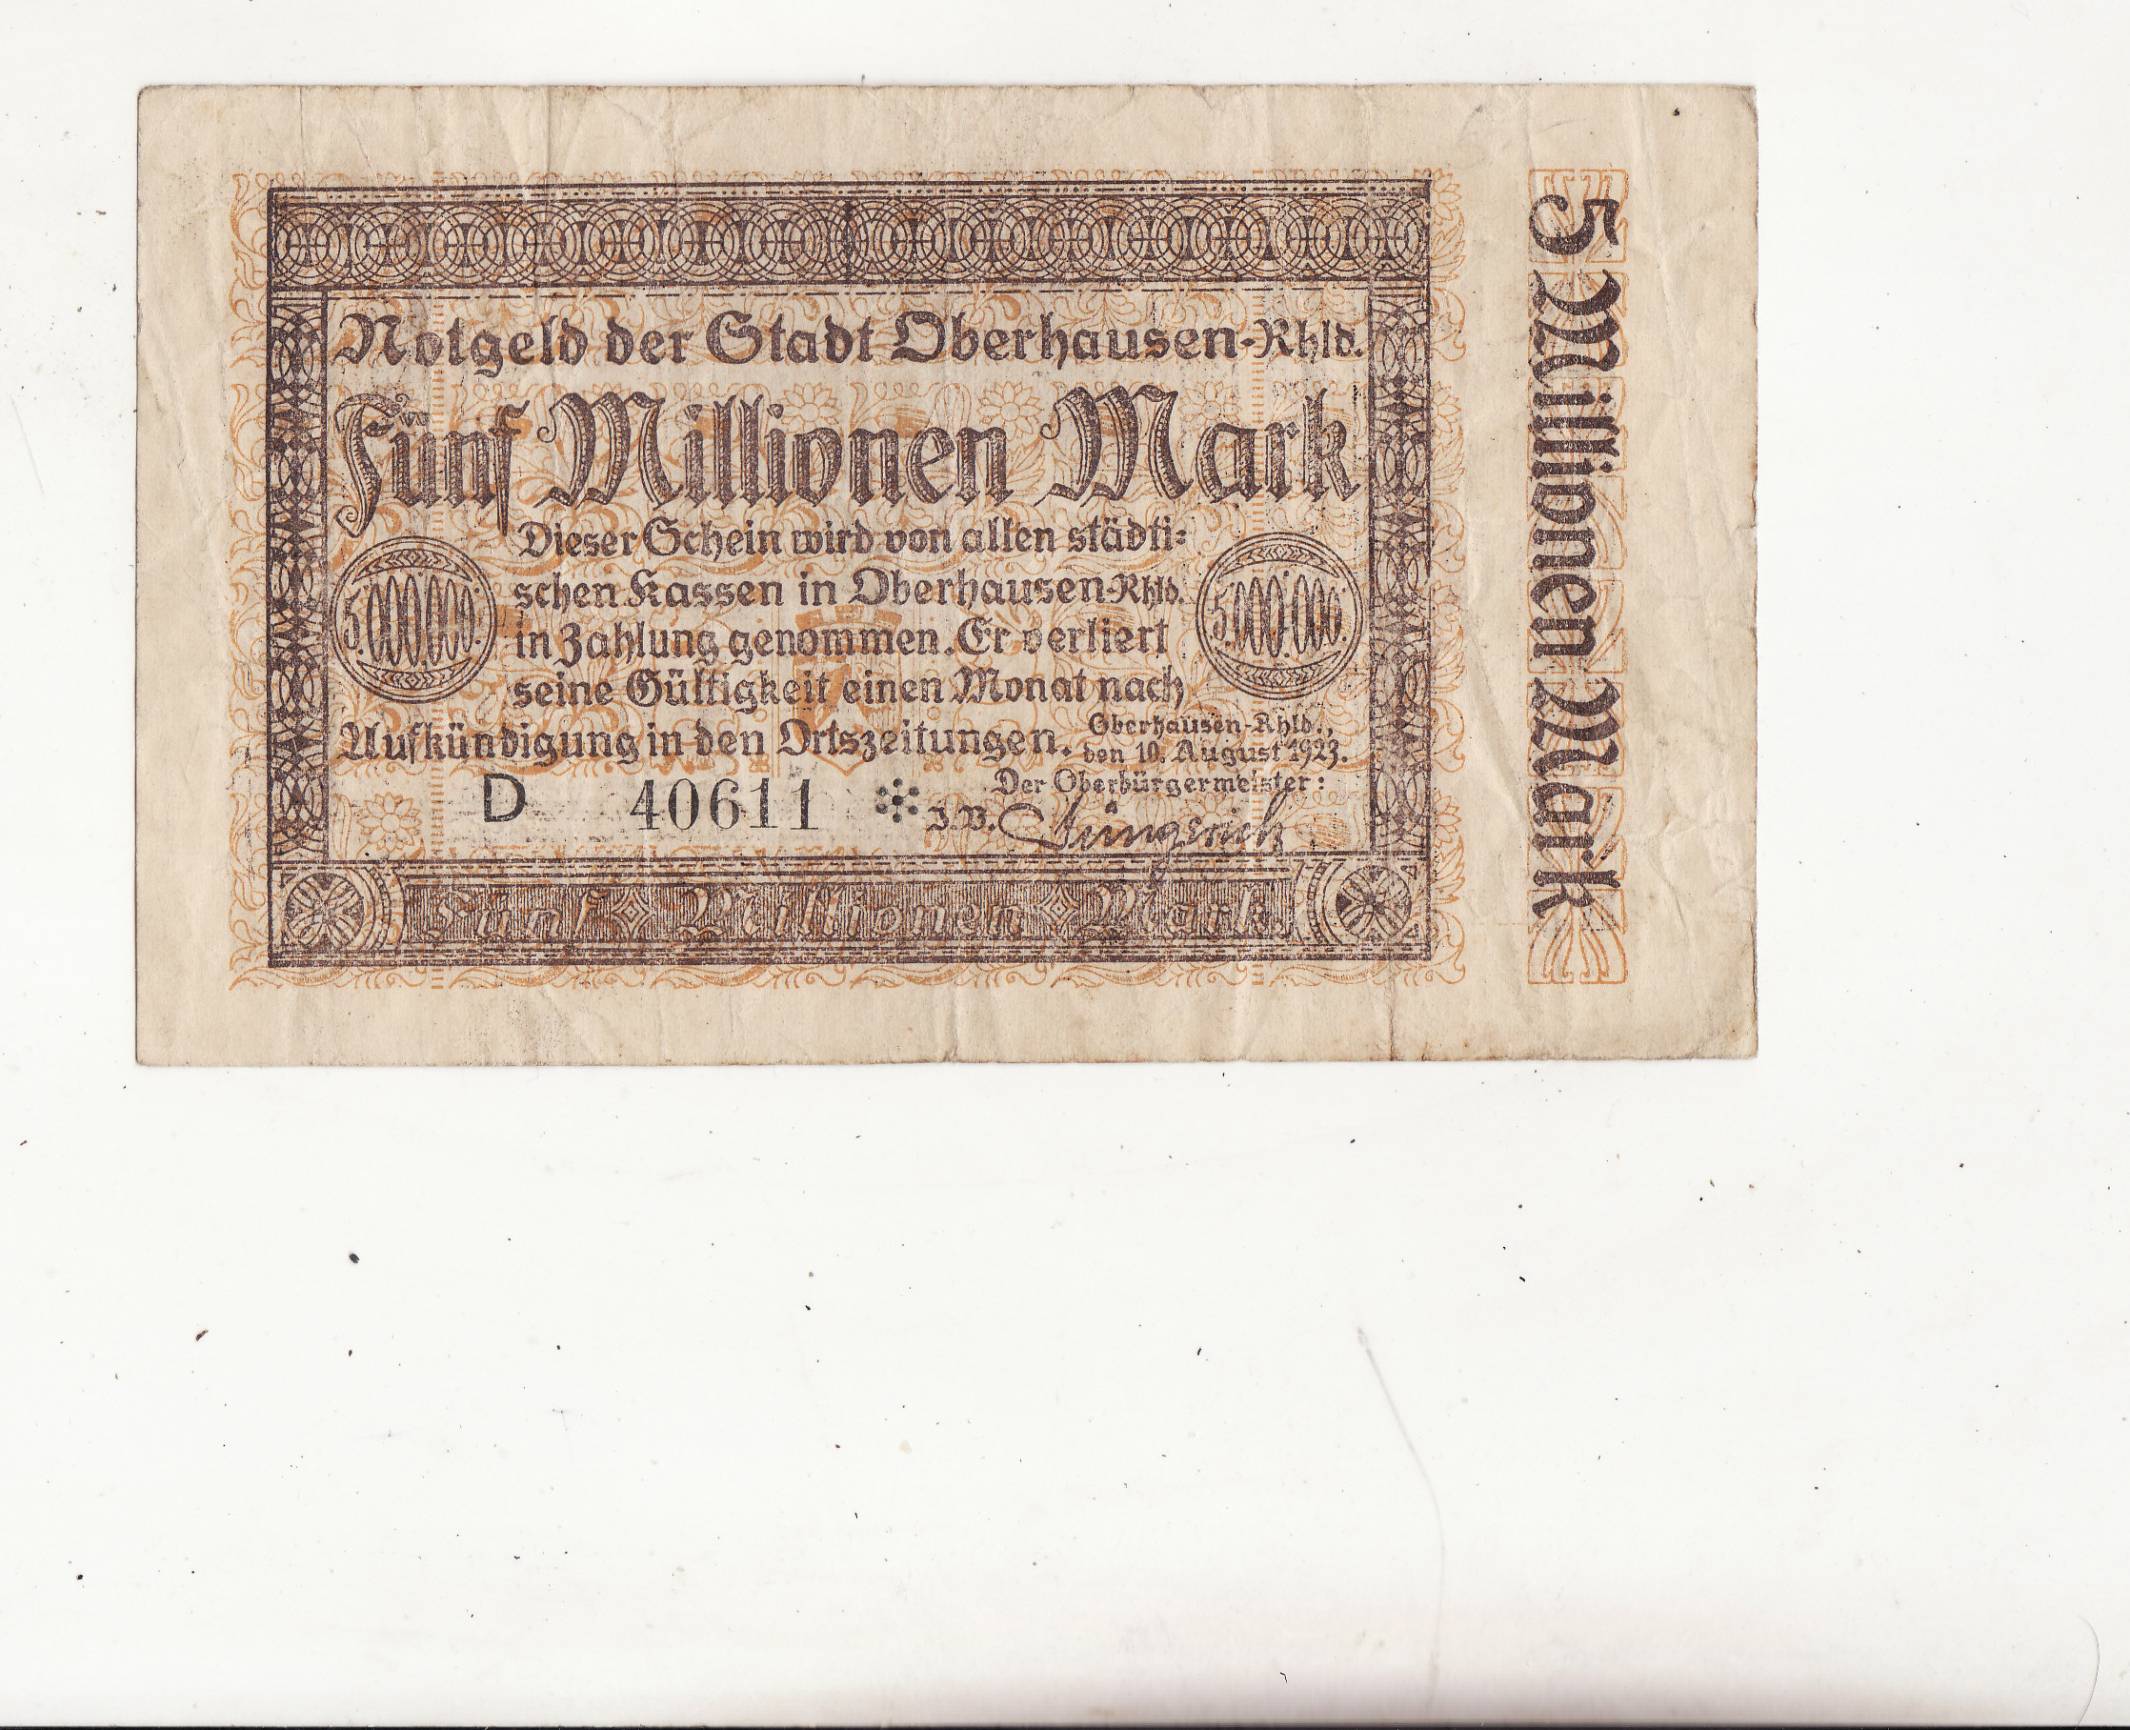 Notgeld der Stadt Oberhausen-Rhld.
Fünf Millionen Mark
Dieser Schein wird von allen städti=
schen Kassen in Oberhausen-Rhld.
in Zahlung genommen. Er verliert
seine Gültigkeit einen Monat nach
Aufkündigung in den Ortszeitungen.
5.000.000.
5.000.000.
Oberhausen-Rhld.,
den 10. August 1923.
Der Oberbürgermeister:
J.V.
D 40611
Fünf Millionen Mark
5 Millionen Mark